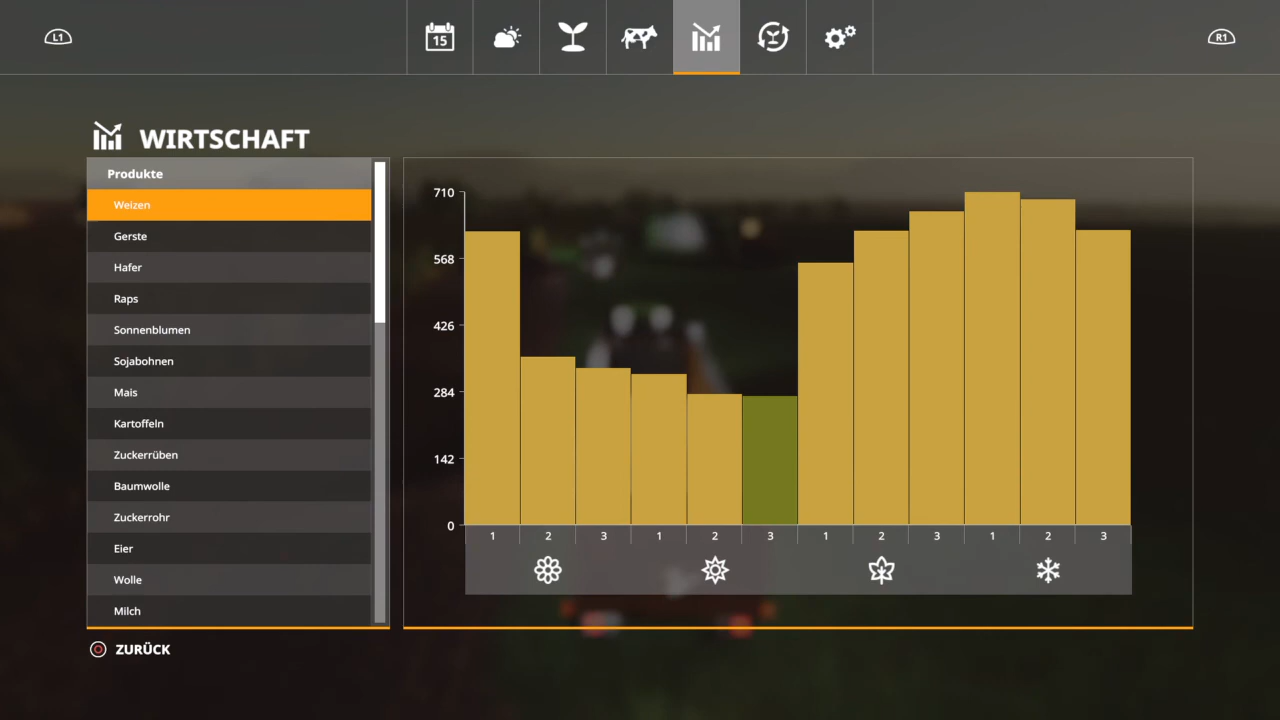 L1
15
R1
WIRTSCHAFT
Produkte
Weizen
Gerste
Hafer
Raps
Sonnenblumen
Sojabohnen
Mais
Kartoffeln
Zuckerrüben
Baumwolle
Zuckerrohr
Eier
Wolle
Milch
710
568
426
284
142
0
1 2 3 1 2 3 1 2 3 1 2 3
ZURÜCK